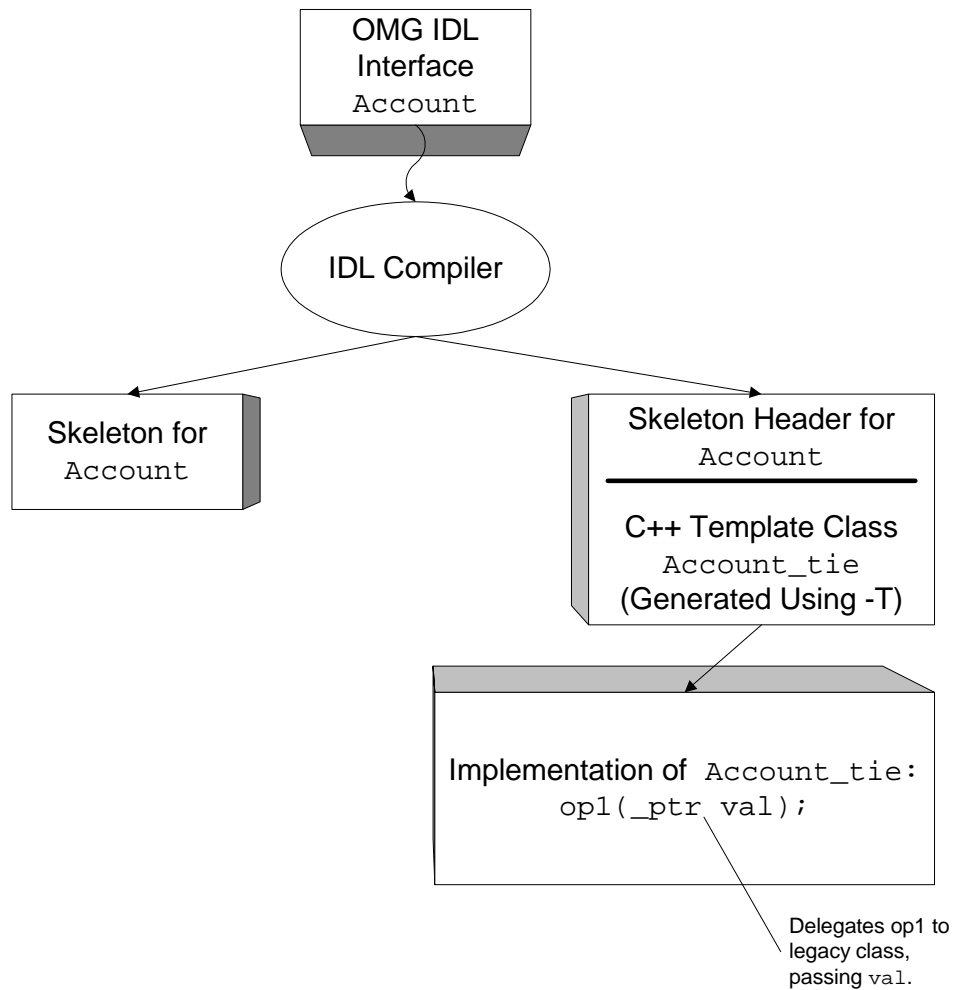 OMG IDL
Interface
Account
IDL Compiler
Skeleton for
Account
Skeleton Header for
Account
C++ Template Class
Account_tie
(Generated Using -T)
Implementation of Account_tie:
op1(_ptr val);
Delegates op1 to
legacy class,
passing val.